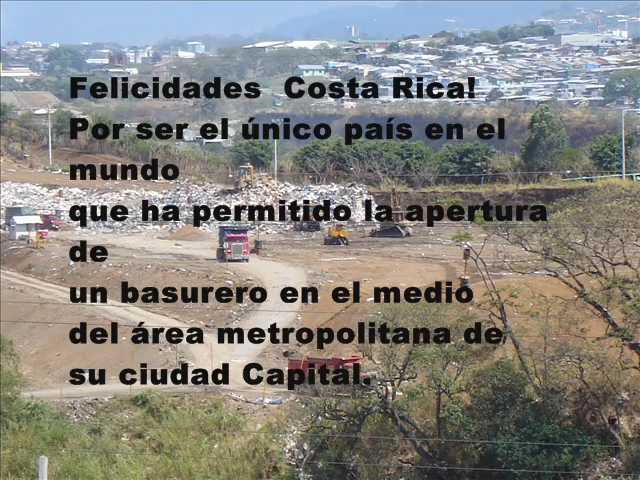 Felicidades  Costa Rica!
Por ser el único país en el
mundo
que ha permitido la apertura
de
un basurero en el medio
del área metropolitana de
su ciudad Capital.